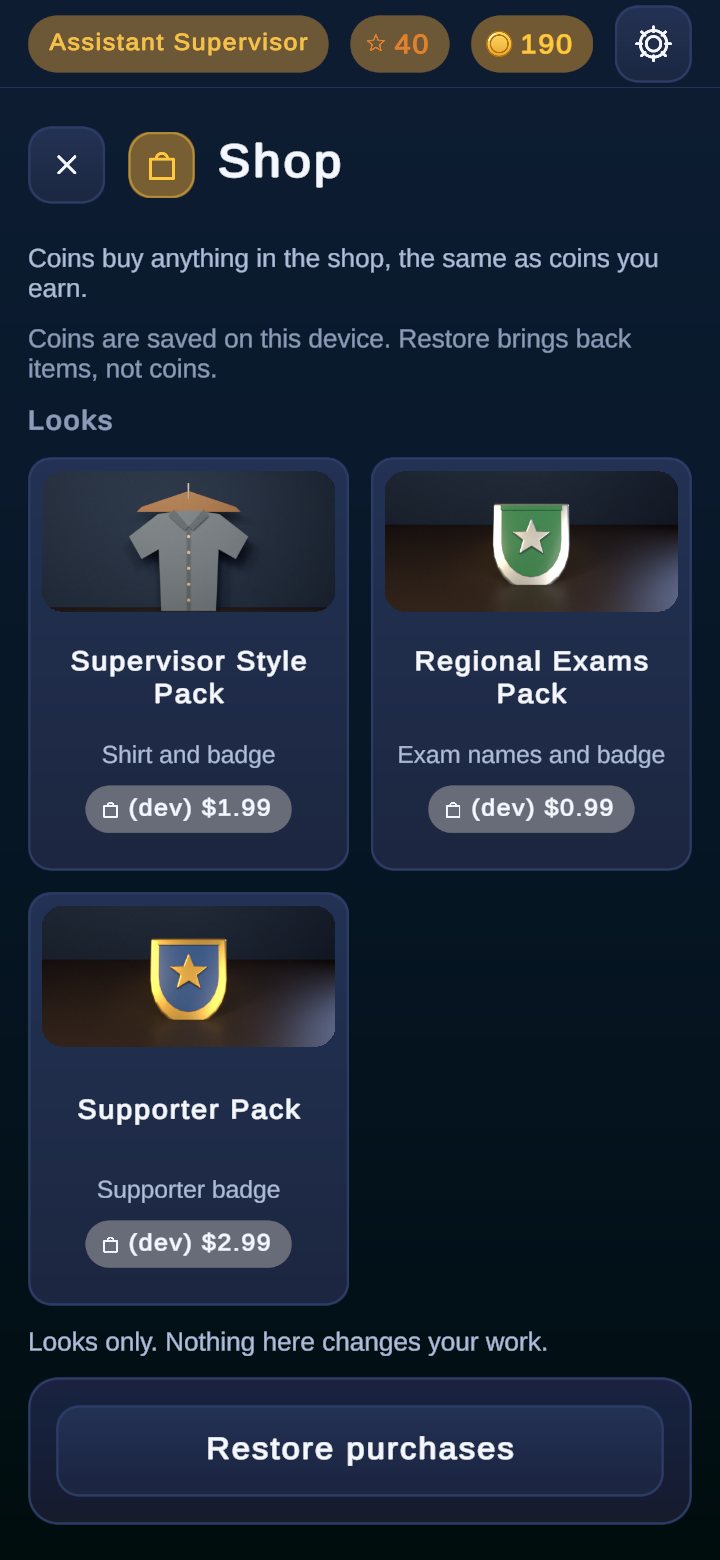 Assistant Supervisor
40
190
Shop
Coins buy anything in the shop, the same as coins you
earn.
Coins are saved on this device. Restore brings back
items, not coins.
Looks
Supervisor Style
Pack
Shirt and badge
(dev) $1.99
Regional Exams
Pack
Exam names and badge
(dev) $0.99
Supporter Pack
Supporter badge
(dev) $2.99
Looks only. Nothing here changes your work.
Restore purchases